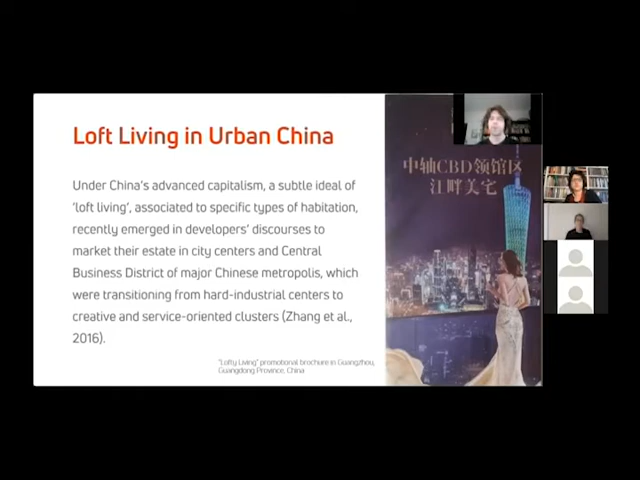 Loft Living in Urban China
Under China's advanced capitalism, a subtle ideal of
'loft living', associated to specific types of habitation,
recently emerged in developers' discourses to
market their estate in city centers and Central
Business District of major Chinese metropolis, which
were transitioning from hard-industrial centers to
creative and service-oriented clusters (Zhang et al.,
2016).
"Lofty Living" promotional brochure in Guangzhou,
Guangdong Province, China
中轴CBD领馆区
江畔美宅